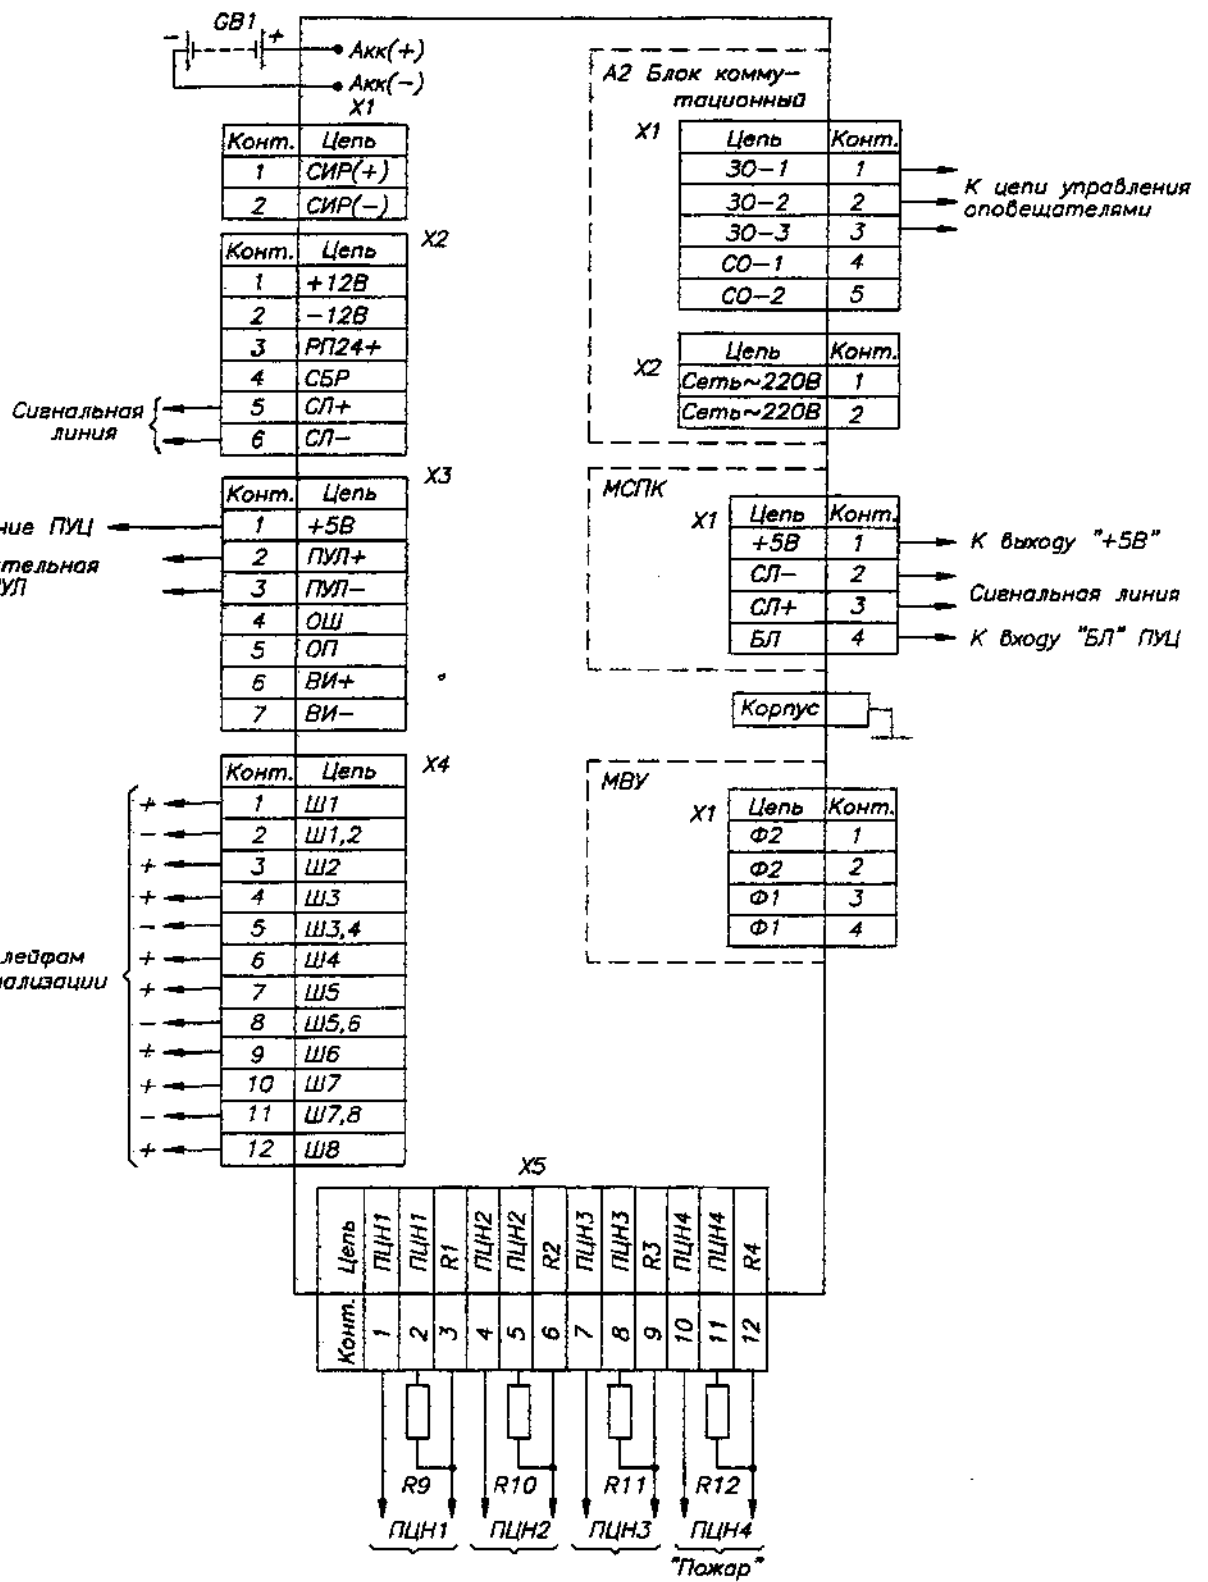 GB1
- +
Акк(+)
Акк(-)
X1
Конт. Цепь
1 СИР(+)
2 СИР(-)
X2
Конт. Цепь
1 +12В
2 -12В
3 РП24+
4 СБР
5 СЛ+
6 СЛ-
Сигнальная
линия
X3
Конт. Цепь
1 +5В
2 ПУЛ+
3 ПУЛ-
4 ОШ
5 ОП
6 ВИ+
7 ВИ-
ние ПУЦ
ительная
ПУЛ
X4
Конт. Цепь
+ 1 Ш1
- 2 Ш1,2
+ 3 Ш2
+ 4 Ш3
- 5 Ш3,4
+ 6 Ш4
+ 7 Ш5
- 8 Ш5,6
+ 9 Ш6
+ 10 Ш7
- 11 Ш7,8
+ 12 Ш8
лейфам
нализации
А2 Блок комму-
тационный
X1
Цепь Конт.
ЗО-1 1
ЗО-2 2
ЗО-3 3
СО-1 4
СО-2 5
К цепи управления
оповещателями
X2
Цепь Конт.
Сеть~220В 1
Сеть~220В 2
МСПК
X1
Цепь Конт.
+5В 1
СЛ- 2
СЛ+ 3
БЛ 4
К выходу "+5В"
Сигнальная линия
К входу "БЛ" ПУЦ
Корпус
МВУ
X1
Цепь Конт.
Ф2 1
Ф2 2
Ф1 3
Ф1 4
X5
Цепь ПЦН1 ПЦН1 R1 ПЦН2 ПЦН2 R2 ПЦН3 ПЦН3 R3 ПЦН4 ПЦН4 R4
Конт. 1 2 3 4 5 6 7 8 9 10 11 12
R9 R10 R11 R12
ПЦН1 ПЦН2 ПЦН3 ПЦН4
"Пожар"